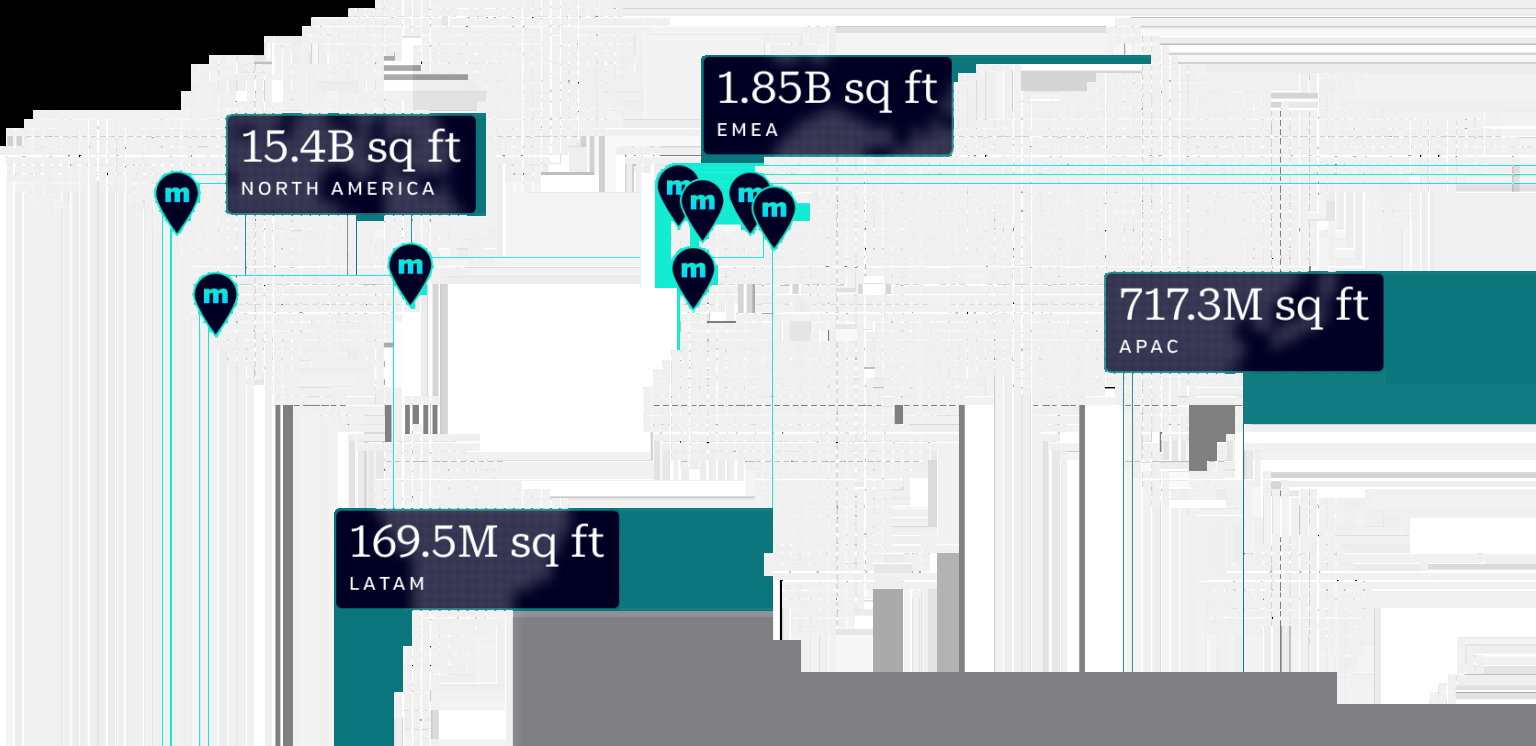 1.85B sq ft
EMEA
15.4B sq ft
NORTH AMERICA
m
m
m
m
m
m
m
m
717.3M sq ft
APAC
169.5M sq ft
LATAM